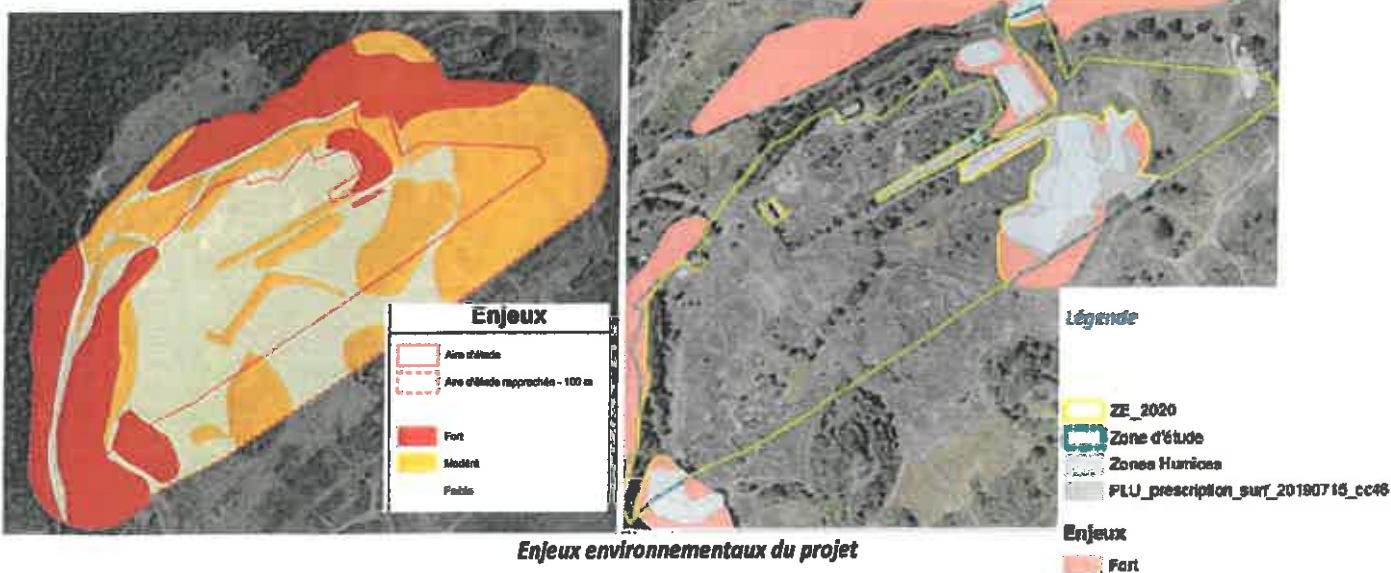 Enjeux
Aire d'étude
Aire d'étude rapprochée - 100 m
Fort
Modéré
Faible
Légende
ZE_2020
Zone d'étude
Zones Humides
PLU_prescription_surf_20190715_cc46
Enjeux
Fort
Enjeux environnementaux du projet